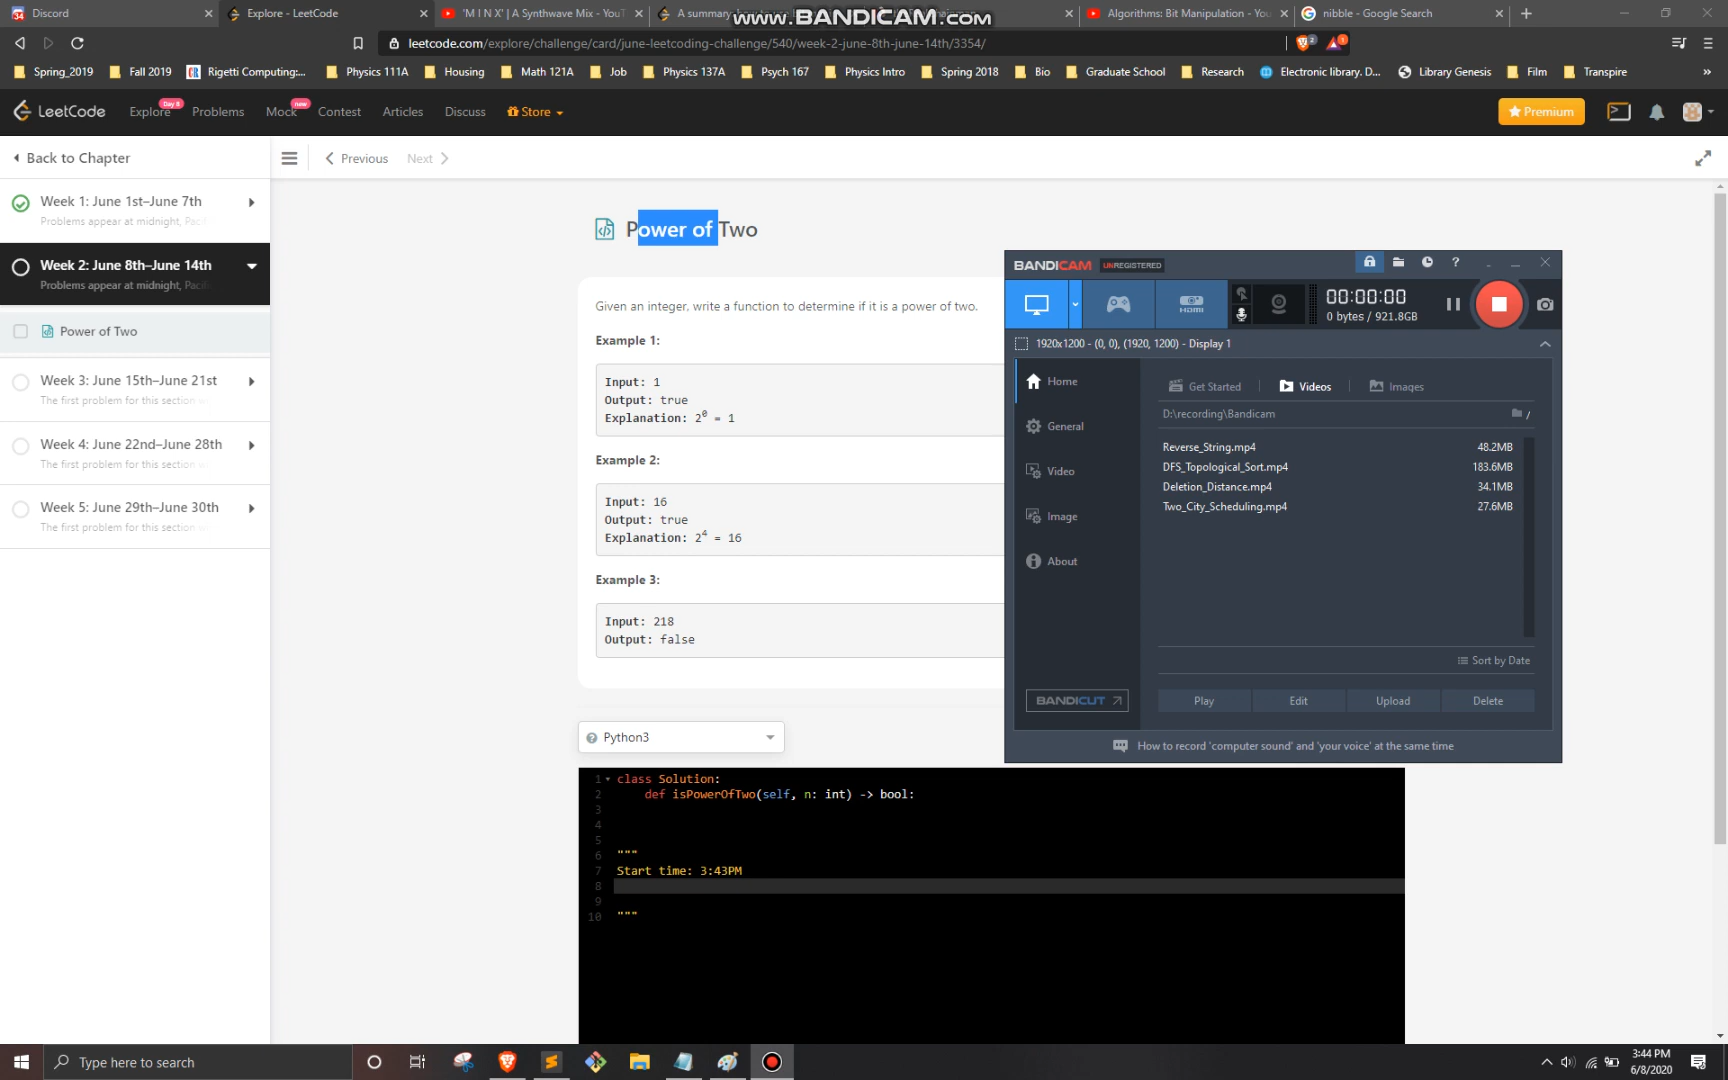 Discord
Explore - LeetCode
'M I N X' | A Synthwave Mix - YouT
A summary:
www.BANDICAM.com
Algorithms: Bit Manipulation - You
nibble - Google Search
leetcode.com/explore/challenge/card/june-leetcoding-challenge/540/week-2-june-8th-june-14th/3354/
Spring_2019
Fall 2019
Rigetti Computing:...
Physics 111A
Housing
Math 121A
Job
Physics 137A
Psych 167
Physics Intro
Spring 2018
Bio
Graduate School
Research
Electronic library. D...
Library Genesis
Film
Transpire
LeetCode
Explore
Day 8
Problems
Mock
new
Contest
Articles
Discuss
Store
Premium
Back to Chapter
Previous
Next
Week 1: June 1st–June 7th
Problems appear at midnight, Paci
Week 2: June 8th–June 14th
Problems appear at midnight, Pacif
Power of Two
Week 3: June 15th–June 21st
The first problem for this section w
Week 4: June 22nd–June 28th
The first problem for this section w
Week 5: June 29th–June 30th
The first problem for this section w
Power of Two
Given an integer, write a function to determine if it is a power of two.
Example 1:
Input: 1
Output: true
Explanation: 2⁰ = 1
Example 2:
Input: 16
Output: true
Explanation: 2⁴ = 16
Example 3:
Input: 218
Output: false
Python3
1 class Solution:
2 def isPowerOfTwo(self, n: int) -> bool:
3
4
5
6 """
7 Start time: 3:43PM
8
9
10 """
BANDICAM UNREGISTERED
HDMI
00:00:00
0 bytes / 921.8GB
1920x1200 - (0, 0), (1920, 1200) - Display 1
Home
General
Video
Image
About
BANDICUT
Get Started
Videos
Images
D:\recording\Bandicam
Reverse_String.mp4 48.2MB
DFS_Topological_Sort.mp4 183.6MB
Deletion_Distance.mp4 34.1MB
Two_City_Scheduling.mp4 27.6MB
Sort by Date
Play
Edit
Upload
Delete
How to record 'computer sound' and 'your voice' at the same time
Type here to search
3:44 PM
6/8/2020